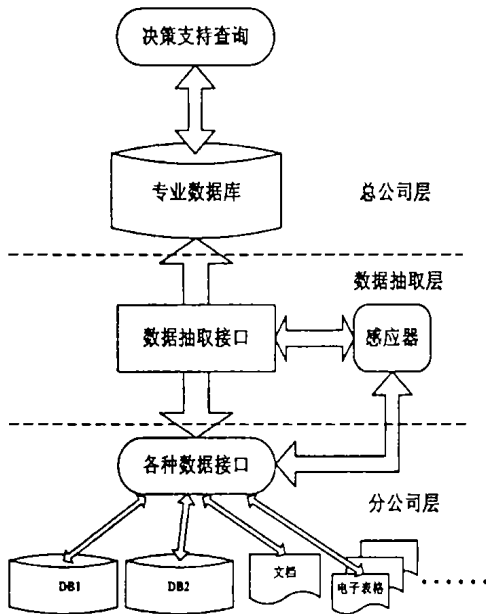 决策支持查询
专业数据库
总公司层
数据抽取层
数据抽取接口
感应器
各种数据接口
分公司层
DB1
DB2
文档
电子表格
······